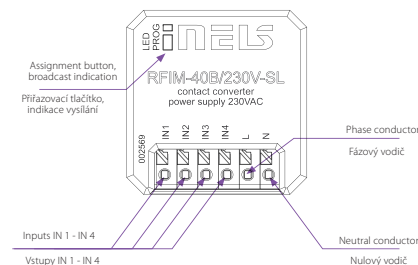 LED
PROG
INELS
Assignment button,
broadcast indication
Přiřazovací tlačítko,
indikace vysílání
RFIM-40B/230V-SL
contact converter
power supply 230VAC
002569
IN1
IN2
IN3
IN4
L
N
Phase conductor
Fázový vodič
Inputs IN 1 - IN 4
Vstupy IN 1 - IN 4
Neutral conductor
Nulový vodič